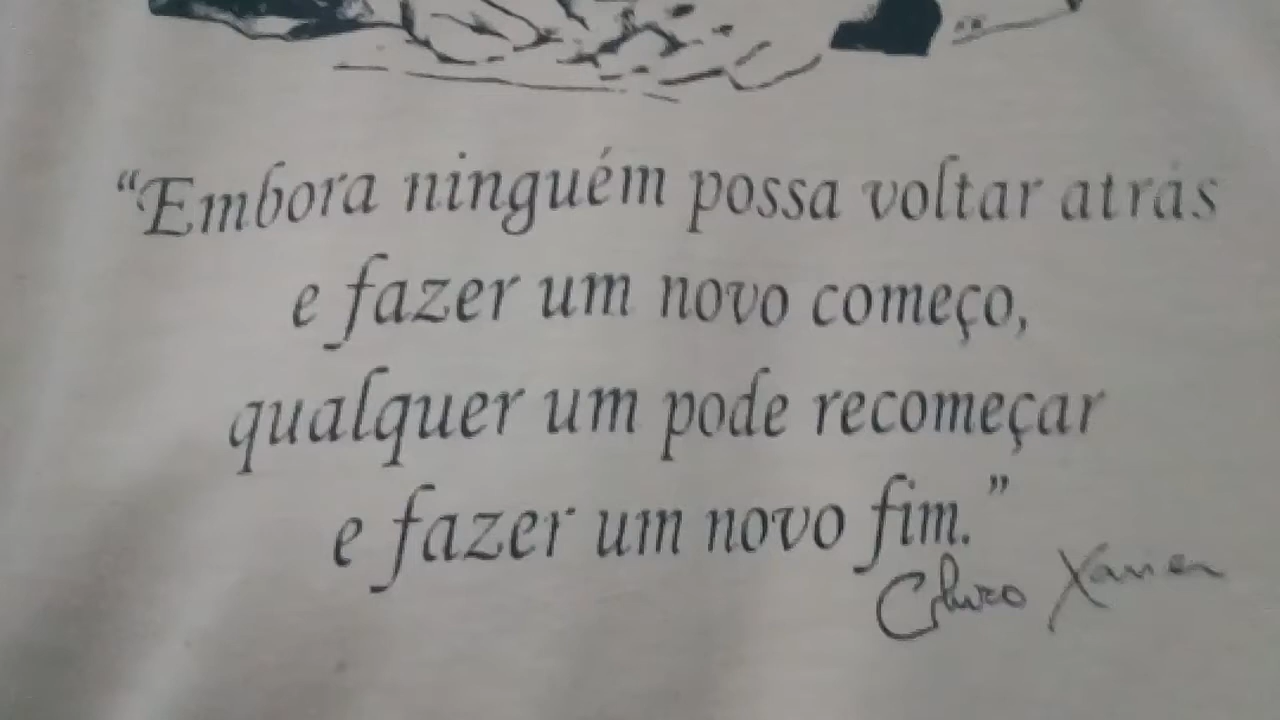 “Embora ninguém possa voltar atrás
e fazer um novo começo,
qualquer um pode recomeçar
e fazer um novo fim.”
Chico Xavier